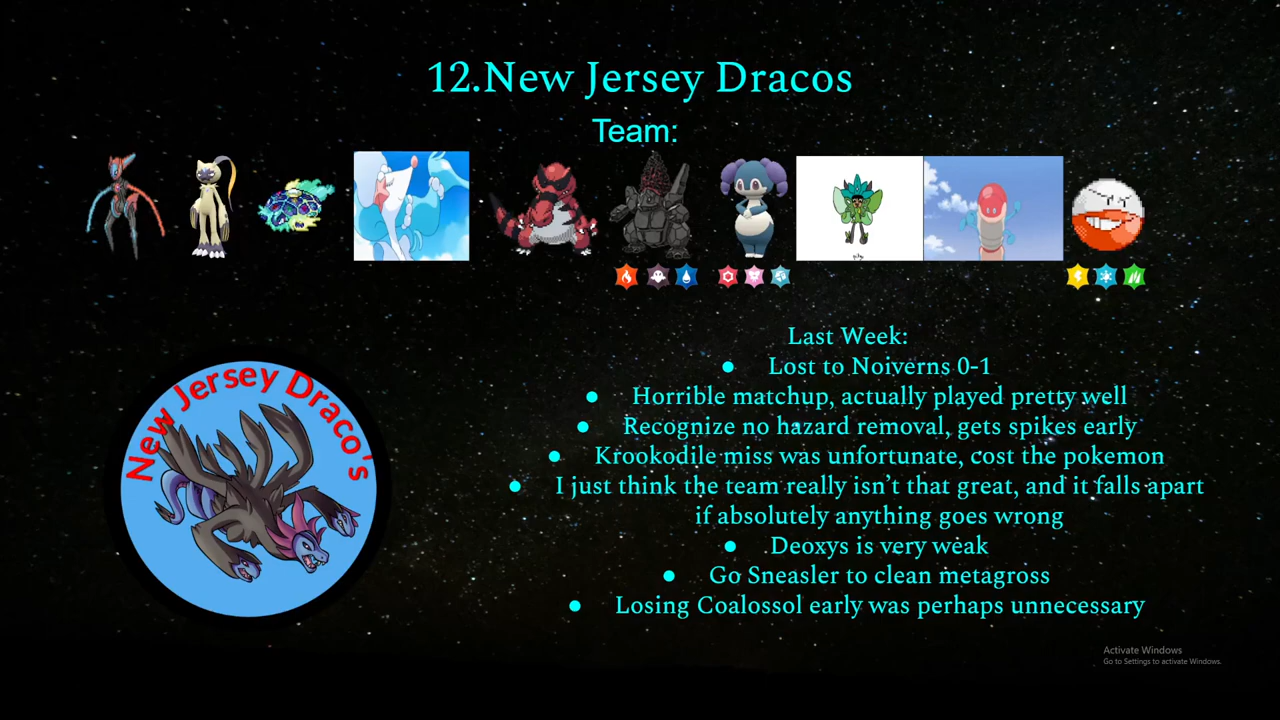 12.New Jersey Dracos
Team:
Last Week:
● Lost to Noiverns 0-1
● Horrible matchup, actually played pretty well
● Recognize no hazard removal, gets spikes early
● Krookodile miss was unfortunate, cost the pokemon
● I just think the team really isn't that great, and it falls apart
if absolutely anything goes wrong
● Deoxys is very weak
● Go Sneasler to clean metagross
● Losing Coalossol early was perhaps unnecessary
New Jersey Draco's
Activate Windows
Go to Settings to activate Windows.